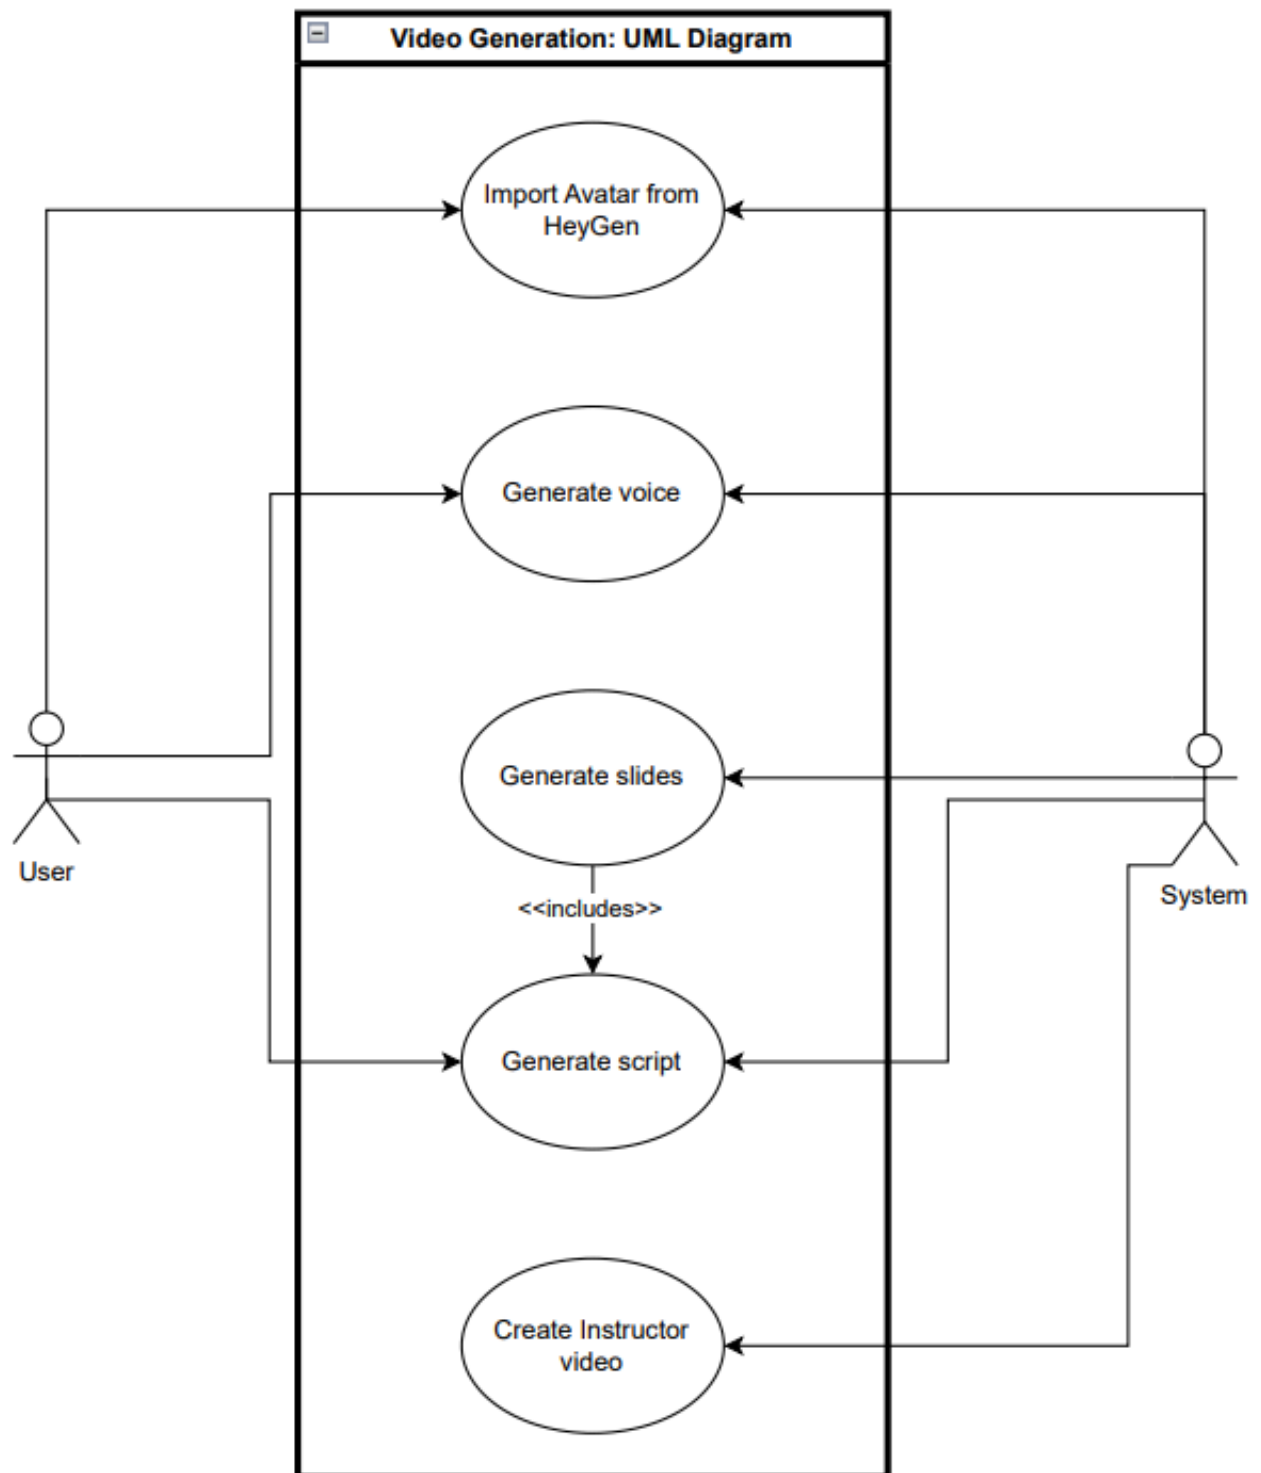 Video Generation: UML Diagram
Import Avatar from
HeyGen
Generate voice
Generate slides
User
<<includes>>
System
Generate script
Create Instructor
video